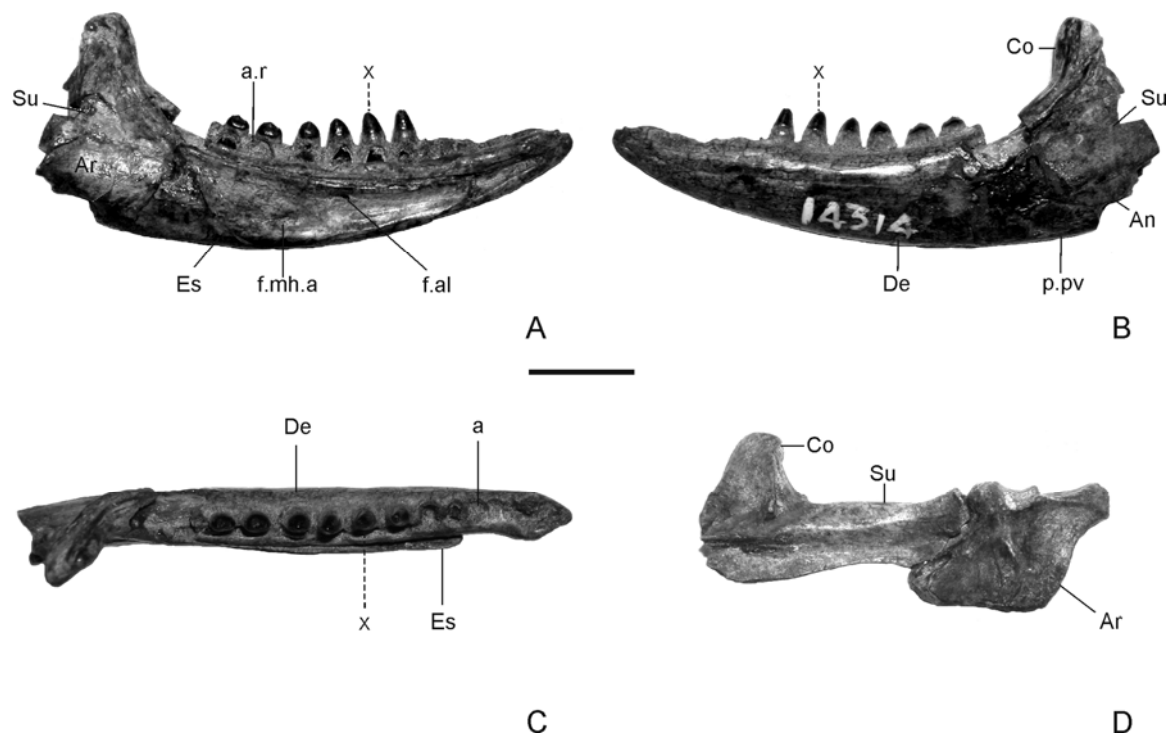 a.r
X
Su
Ar
Es
f.mh.a
f.al
A
X
Co
Su
An
14314
De
p.pv
B
De
a
X
Es
C
Co
Su
Ar
D